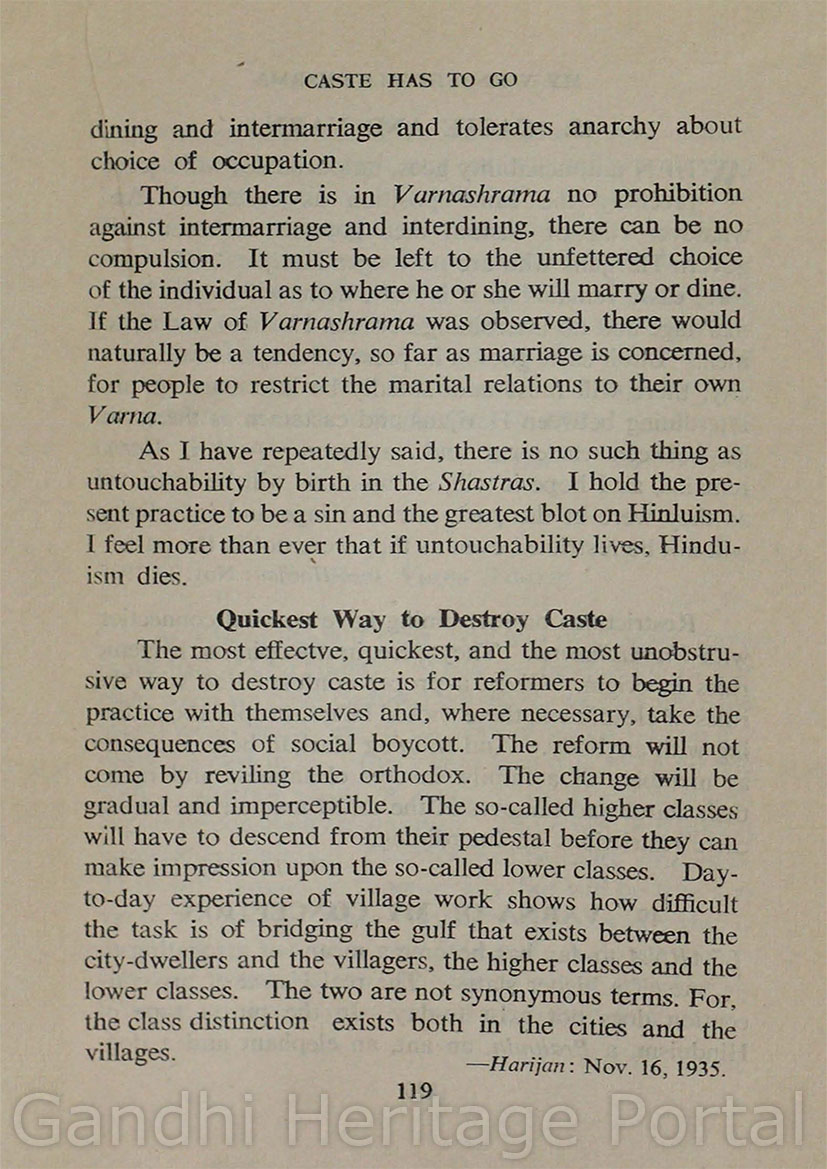 CASTE HAS TO GO
dining and intermarriage and tolerates anarchy about
choice of occupation.
Though there is in Varnashrama no prohibition
against intermarriage and interdining, there can be no
compulsion. It must be left to the unfettered choice
of the individual as to where he or she will marry or dine.
If the Law of Varnashrama was observed, there would
naturally be a tendency, so far as marriage is concerned,
for people to restrict the marital relations to their own
Varna.
As I have repeatedly said, there is no such thing as
untouchability by birth in the Shastras. I hold the pre-
sent practice to be a sin and the greatest blot on Hinluism.
I feel more than ever that if untouchability lives, Hindu-
ism dies.
Quickest Way to Destroy Caste
The most effectve, quickest, and the most unobstru-
sive way to destroy caste is for reformers to begin the
practice with themselves and, where necessary, take the
consequences of social boycott. The reform will not
come by reviling the orthodox. The change will be
gradual and imperceptible. The so-called higher classes
will have to descend from their pedestal before they can
make impression upon the so-called lower classes. Day-
to-day experience of village work shows how difficult
the task is of bridging the gulf that exists between the
city-dwellers and the villagers, the higher classes and the
lower classes. The two are not synonymous terms. For,
the class distinction exists both in the cities and the
villages.
—Harijan: Nov. 16, 1935.
119
Gandhi Heritage Portal